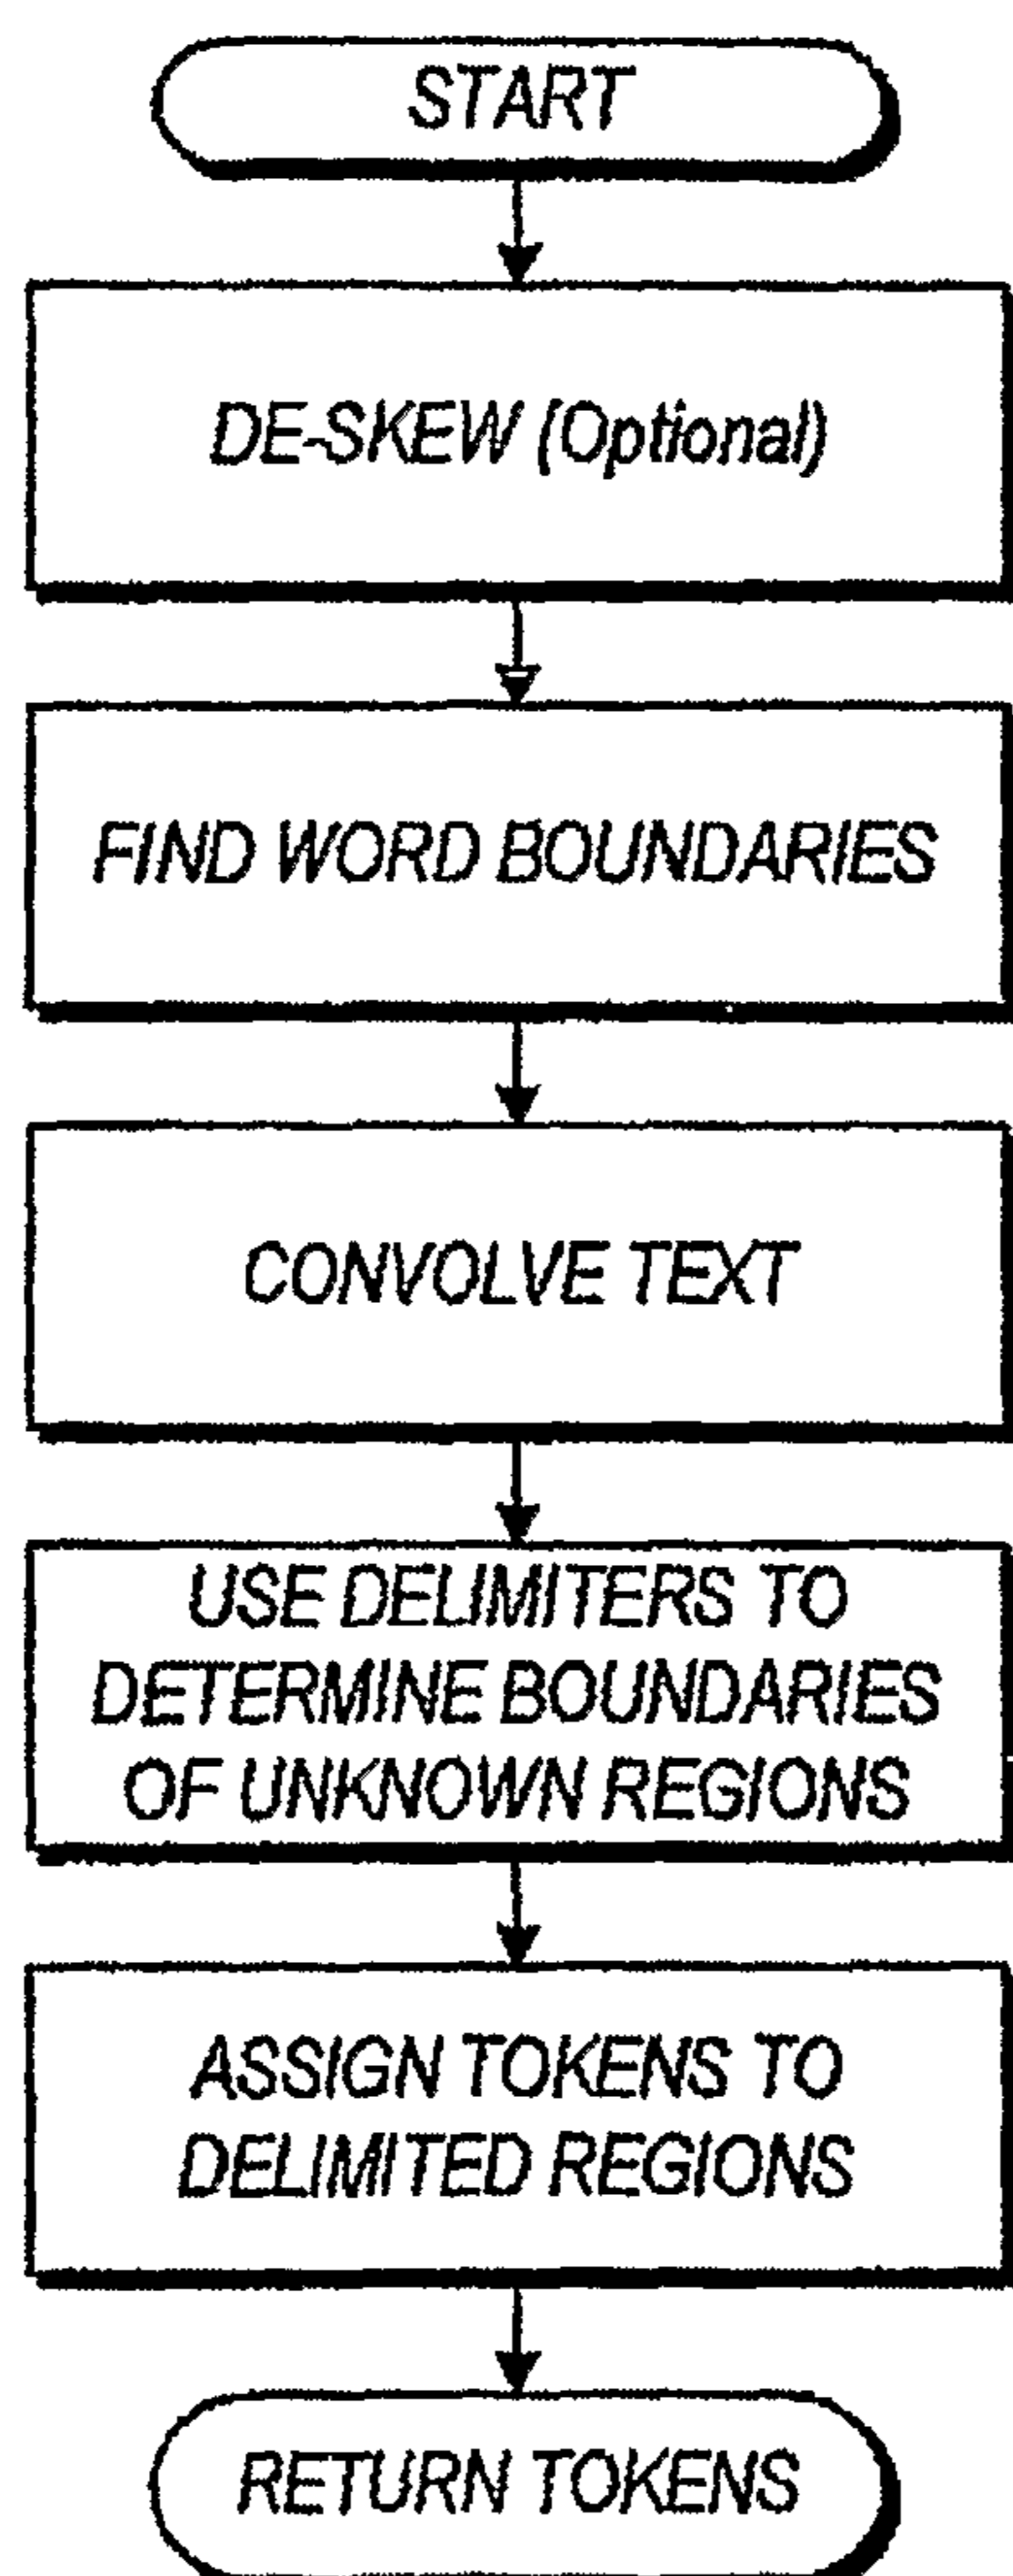 START
DE-SKEW (Optional)
FIND WORD BOUNDARIES
CONVOLVE TEXT
USE DELIMITERS TO
DETERMINE BOUNDARIES
OF UNKNOWN REGIONS
ASSIGN TOKENS TO
DELIMITED REGIONS
RETURN TOKENS